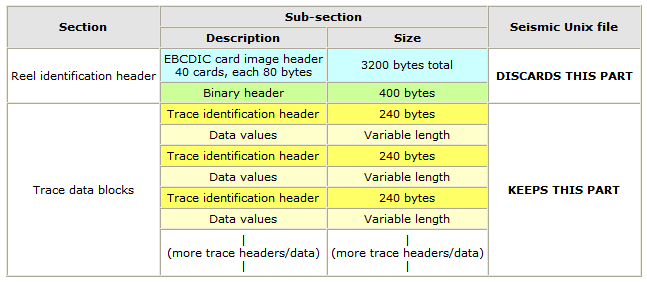 Section
Sub-section
Seismic Unix file
Description
Size
Reel identification header
EBCDIC card image header
40 cards, each 80 bytes
3200 bytes total
DISCARDS THIS PART
Binary header
400 bytes
Trace data blocks
Trace identification header
240 bytes
KEEPS THIS PART
Data values
Variable length
Trace identification header
240 bytes
Data values
Variable length
Trace identification header
240 bytes
Data values
Variable length
|
(more trace headers/data)
|
|
(more trace headers/data)
|